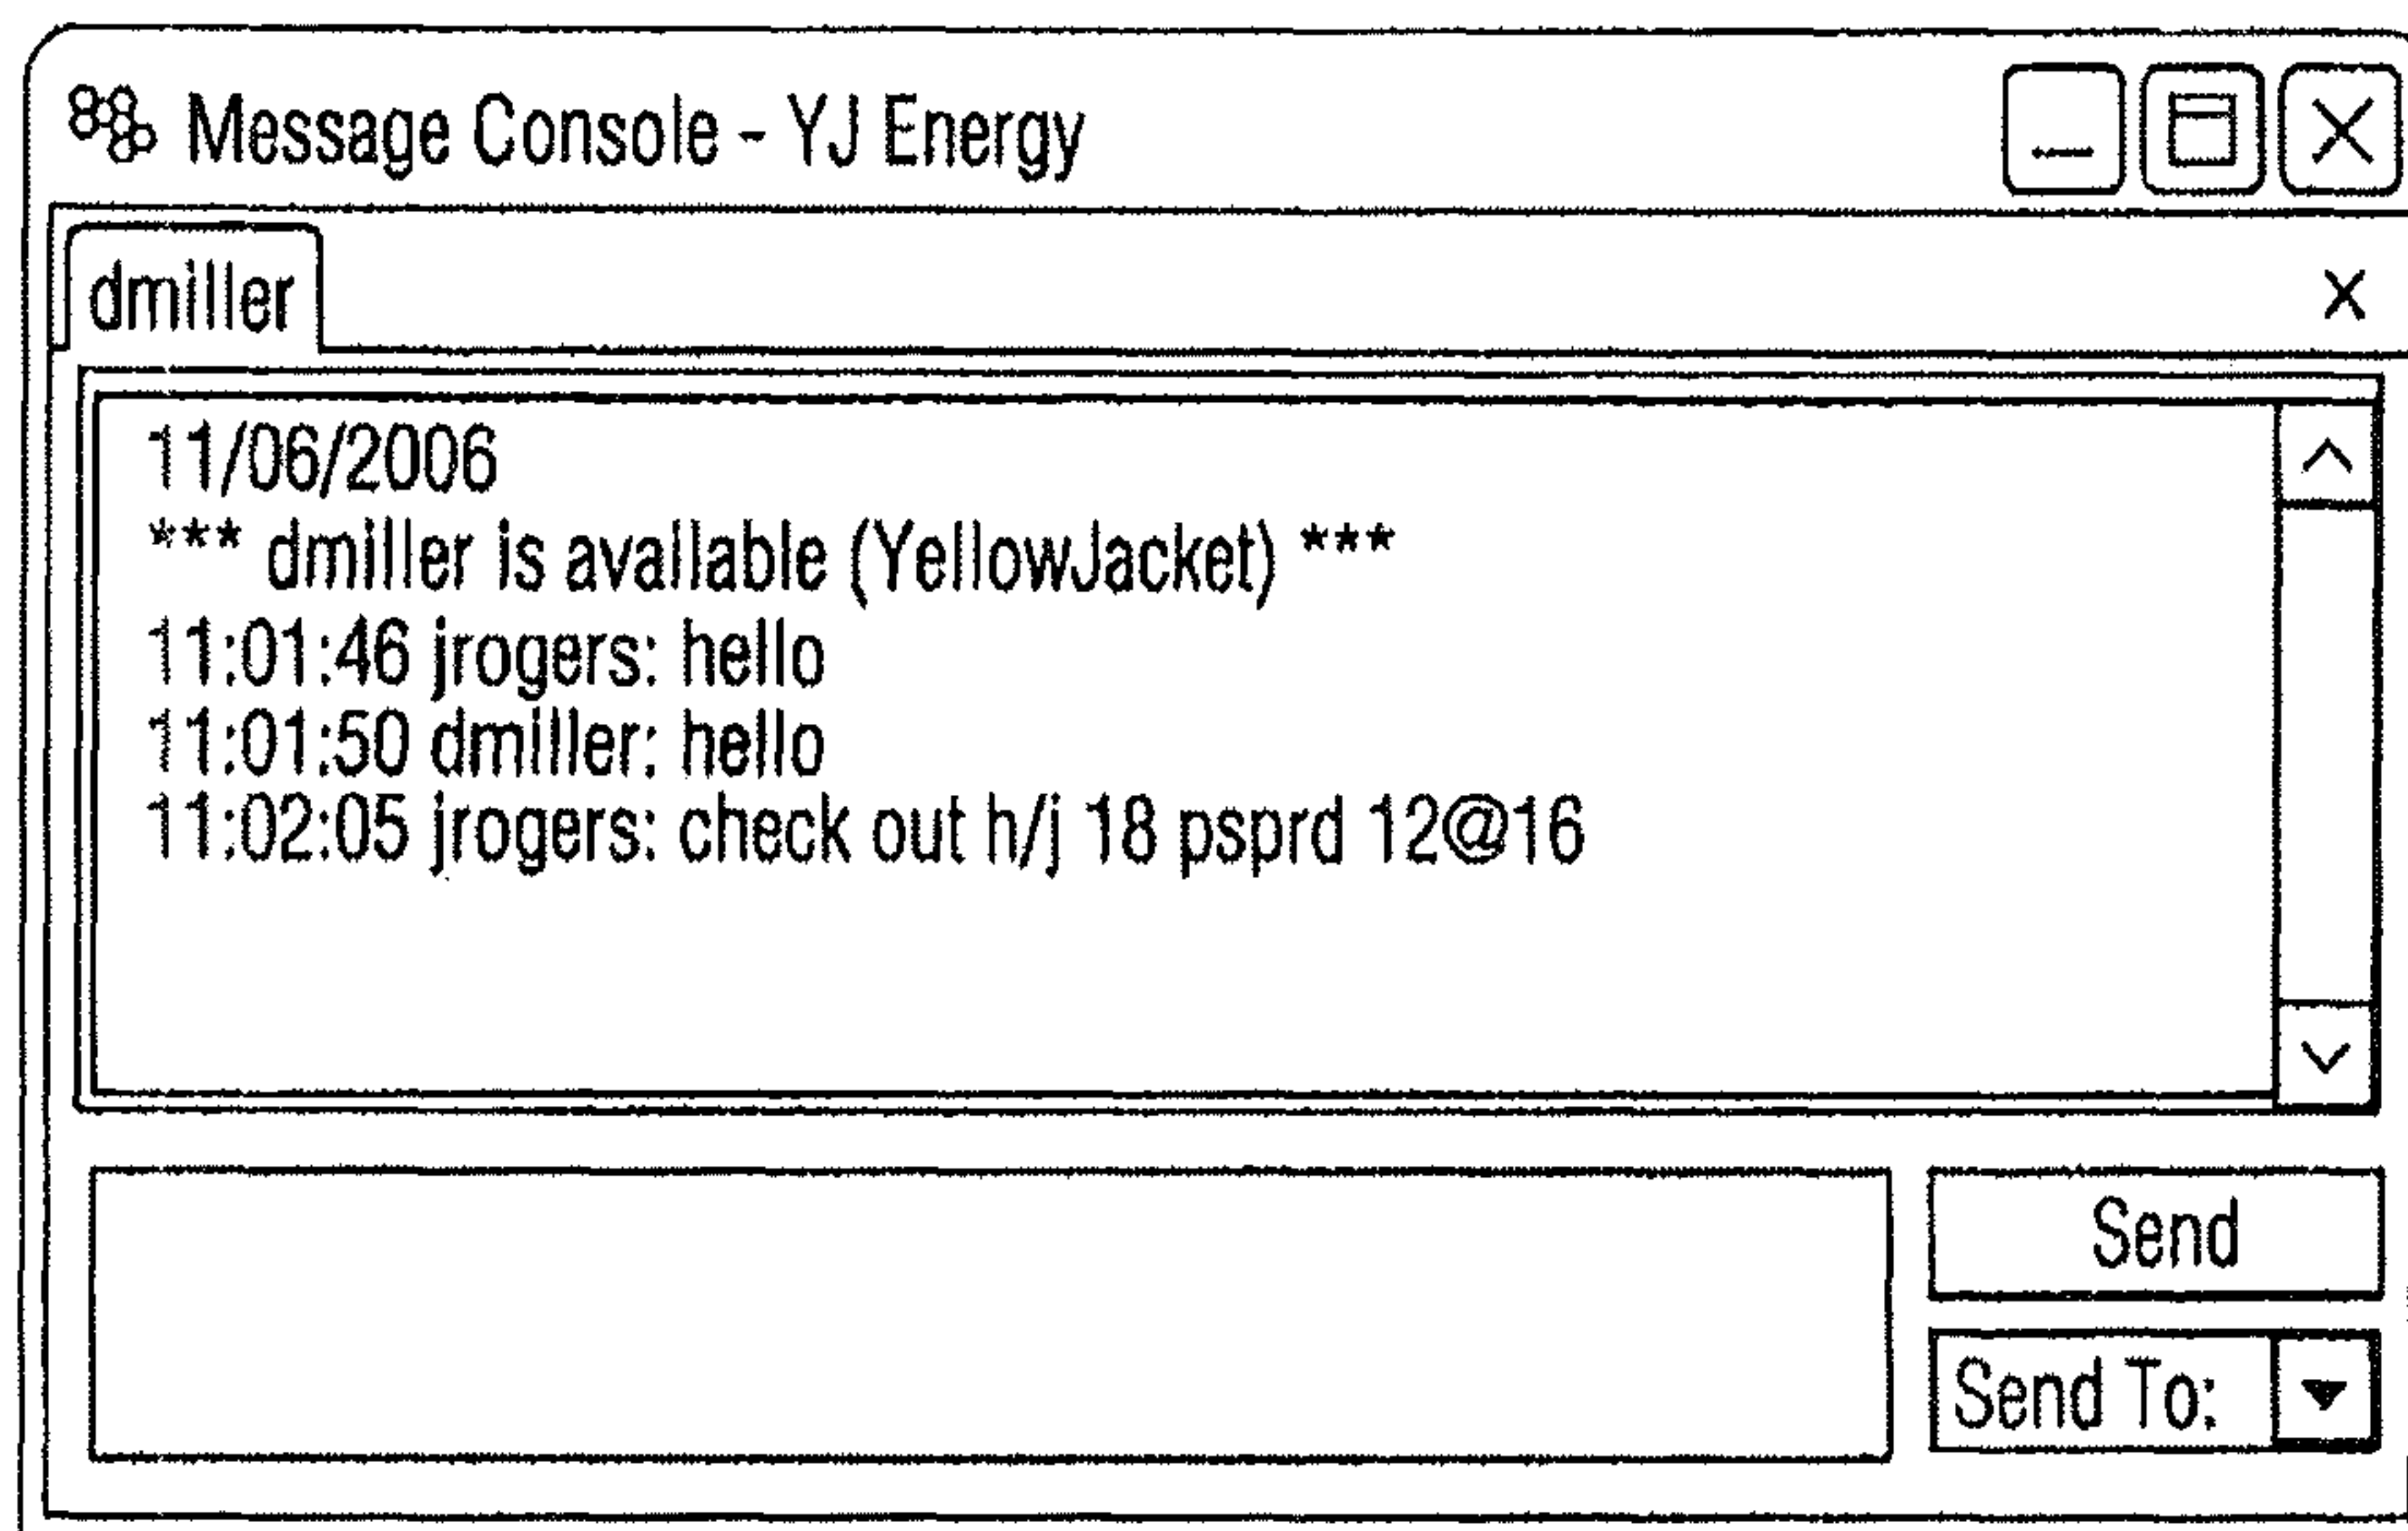 Message Console - YJ Energy
dmiller
11/06/2006
*** dmiller is available (YellowJacket) ***
11:01:46 jrogers: hello
11:01:50 dmiller: hello
11:02:05 jrogers: check out h/j 18 psprd 12@16
Send
Send To: